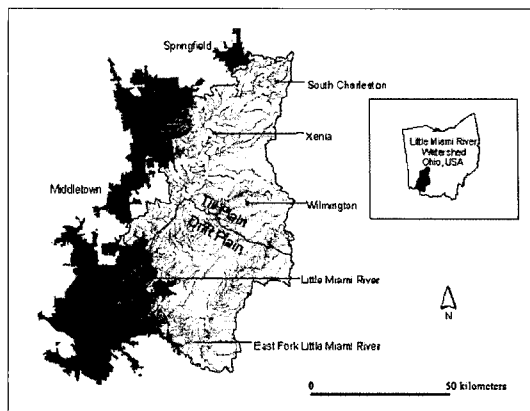 Springfield
South Charleston
Xenia
Little Miami River
Watershed
Ohio, USA
Middletown
Wilmington
Till Plain
Drift Plain
Little Miami River
N
East Fork Little Miami River
0
50 kilometers